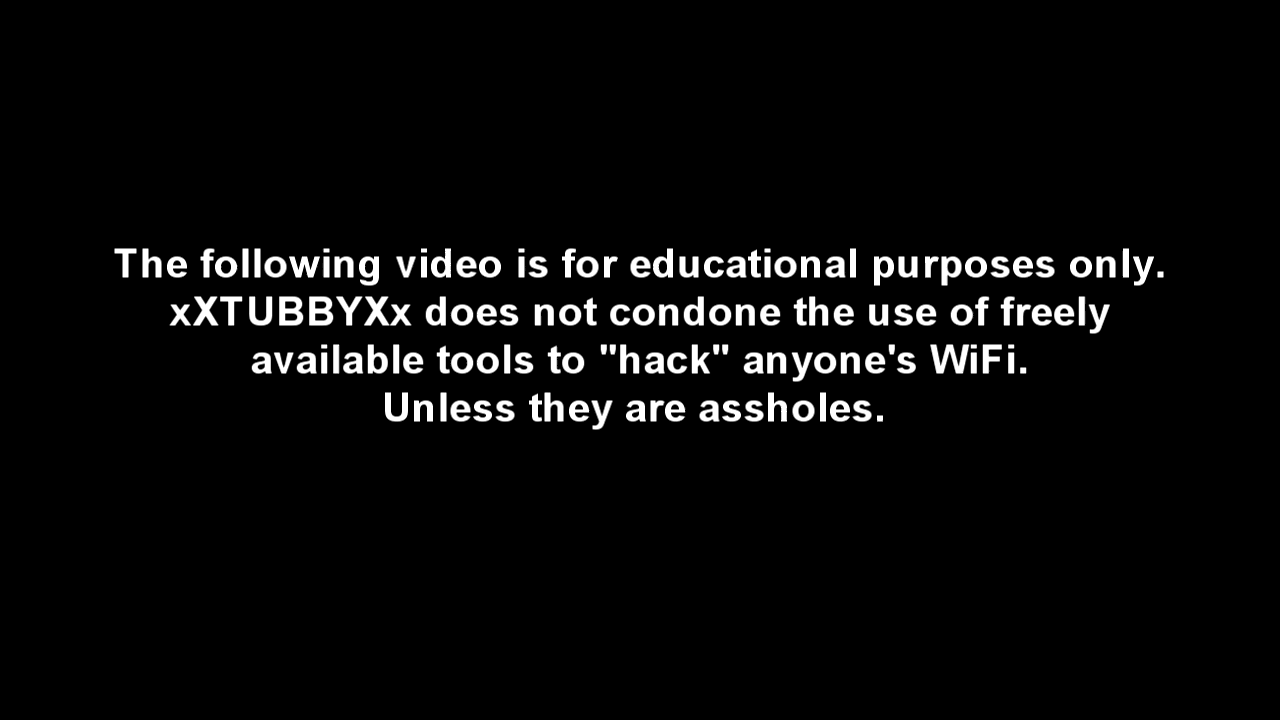 The following video is for educational purposes only.
xXTUBBYXx does not condone the use of freely
available tools to "hack" anyone's WiFi.
Unless they are assholes.